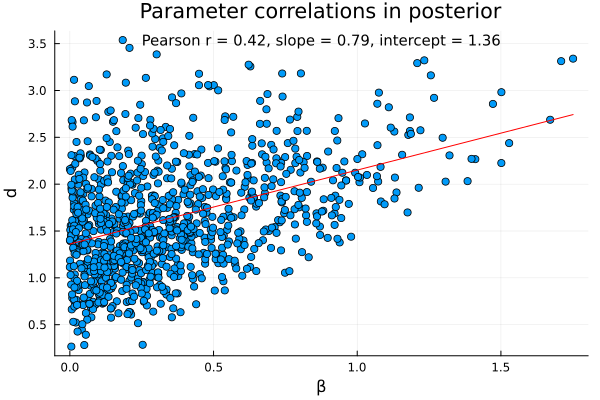 Parameter correlations in posterior
Pearson r = 0.42, slope = 0.79, intercept = 1.36
3.5
3.0
2.5
2.0
1.5
1.0
0.5
d
0.0
0.5
1.0
1.5
β